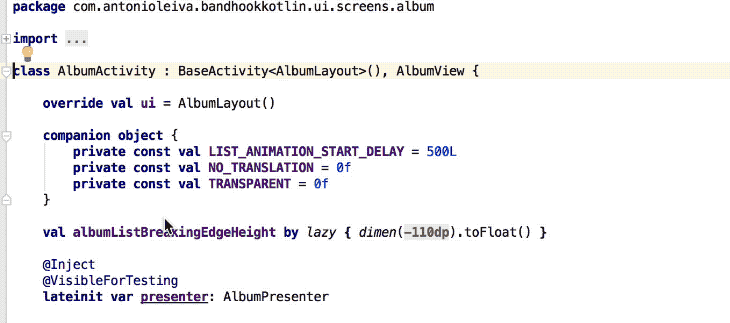 package com.antonioleiva.bandhookkotlin.ui.screens.album
import ...
class AlbumActivity : BaseActivity<AlbumLayout>(), AlbumView {
override val ui = AlbumLayout()
companion object {
private const val LIST_ANIMATION_START_DELAY = 500L
private const val NO_TRANSLATION = 0f
private const val TRANSPARENT = 0f
}
val albumListBreakingEdgeHeight by lazy { dimen(-110dp).toFloat() }
@Inject
@VisibleForTesting
lateinit var presenter: AlbumPresenter